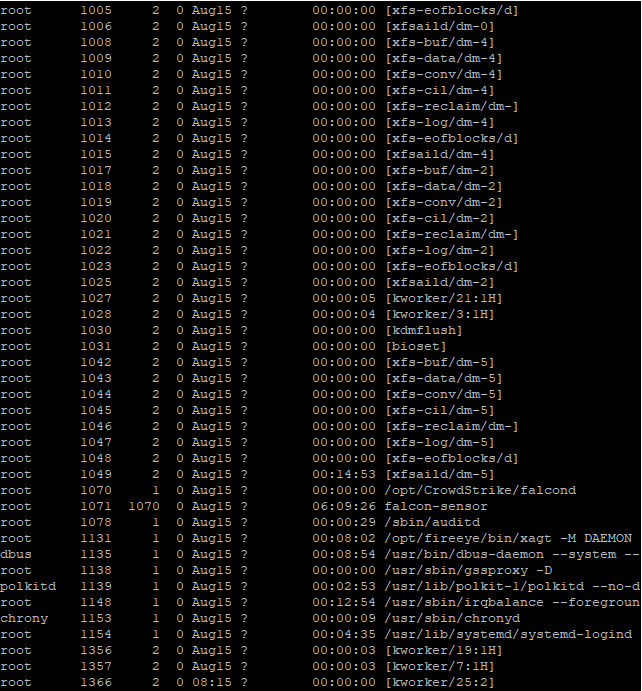 root 1005 2 0 Aug15 ? 00:00:00 [xfs-eofblocks/d]
root 1006 2 0 Aug15 ? 00:00:00 [xfsaild/dm-0]
root 1008 2 0 Aug15 ? 00:00:00 [xfs-buf/dm-4]
root 1009 2 0 Aug15 ? 00:00:00 [xfs-data/dm-4]
root 1010 2 0 Aug15 ? 00:00:00 [xfs-conv/dm-4]
root 1011 2 0 Aug15 ? 00:00:00 [xfs-cil/dm-4]
root 1012 2 0 Aug15 ? 00:00:00 [xfs-reclaim/dm-]
root 1013 2 0 Aug15 ? 00:00:00 [xfs-log/dm-4]
root 1014 2 0 Aug15 ? 00:00:00 [xfs-eofblocks/d]
root 1015 2 0 Aug15 ? 00:00:00 [xfsaild/dm-4]
root 1017 2 0 Aug15 ? 00:00:00 [xfs-buf/dm-2]
root 1018 2 0 Aug15 ? 00:00:00 [xfs-data/dm-2]
root 1019 2 0 Aug15 ? 00:00:00 [xfs-conv/dm-2]
root 1020 2 0 Aug15 ? 00:00:00 [xfs-cil/dm-2]
root 1021 2 0 Aug15 ? 00:00:00 [xfs-reclaim/dm-]
root 1022 2 0 Aug15 ? 00:00:00 [xfs-log/dm-2]
root 1023 2 0 Aug15 ? 00:00:00 [xfs-eofblocks/d]
root 1025 2 0 Aug15 ? 00:00:00 [xfsaild/dm-2]
root 1027 2 0 Aug15 ? 00:00:05 [kworker/21:1H]
root 1028 2 0 Aug15 ? 00:00:04 [kworker/3:1H]
root 1030 2 0 Aug15 ? 00:00:00 [kdmflush]
root 1031 2 0 Aug15 ? 00:00:00 [bioset]
root 1042 2 0 Aug15 ? 00:00:00 [xfs-buf/dm-5]
root 1043 2 0 Aug15 ? 00:00:00 [xfs-data/dm-5]
root 1044 2 0 Aug15 ? 00:00:00 [xfs-conv/dm-5]
root 1045 2 0 Aug15 ? 00:00:00 [xfs-cil/dm-5]
root 1046 2 0 Aug15 ? 00:00:00 [xfs-reclaim/dm-]
root 1047 2 0 Aug15 ? 00:00:00 [xfs-log/dm-5]
root 1048 2 0 Aug15 ? 00:00:00 [xfs-eofblocks/d]
root 1049 2 0 Aug15 ? 00:14:53 [xfsaild/dm-5]
root 1070 1 0 Aug15 ? 00:00:00 /opt/CrowdStrike/falcond
root 1071 1070 0 Aug15 ? 06:09:26 falcon-sensor
root 1078 1 0 Aug15 ? 00:00:29 /sbin/auditd
root 1131 1 0 Aug15 ? 00:08:02 /opt/fireeye/bin/xagt -M DAEMON
dbus 1135 1 0 Aug15 ? 00:08:54 /usr/bin/dbus-daemon --system --
root 1138 1 0 Aug15 ? 00:00:00 /usr/sbin/gssproxy -D
polkitd 1139 1 0 Aug15 ? 00:02:53 /usr/lib/polkit-1/polkitd --no-d
root 1148 1 0 Aug15 ? 00:12:54 /usr/sbin/irqbalance --foregroun
chrony 1153 1 0 Aug15 ? 00:00:09 /usr/sbin/chronyd
root 1154 1 0 Aug15 ? 00:04:35 /usr/lib/systemd/systemd-logind
root 1356 2 0 Aug15 ? 00:00:03 [kworker/19:1H]
root 1357 2 0 Aug15 ? 00:00:03 [kworker/7:1H]
root 1366 2 0 08:15 ? 00:00:00 [kworker/25:2]